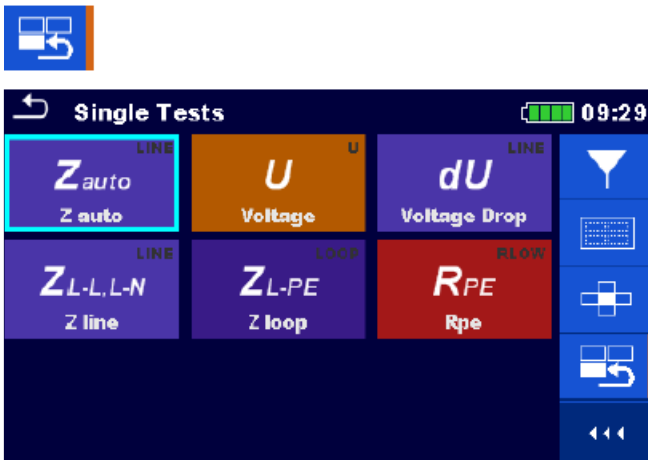 Single Tests 09:29
LINE U LINE
Zauto U dU
Z auto Voltage Voltage Drop
LINE LOOP RLOW
ZL-L,L-N ZL-PE RPE
Z line Z loop Rpe